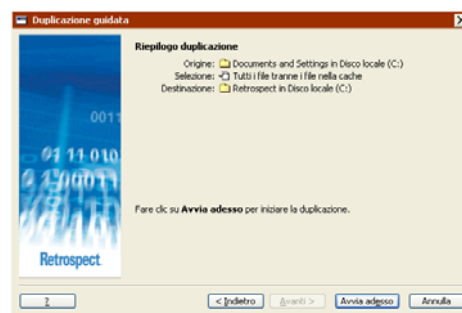 Duplicazione guidata
Riepilogo duplicazione
Origine: Documents and Settings in Disco locale (C:)
Selezione: Tutti i file tranne i file nella cache
Destinazione: Retrospect in Disco locale (C:)
0011
01 11 010
Fare clic su Avvia adesso per iniziare la duplicazione.
Retrospect
?
< Indietro
Avanti >
Avvia adesso
Annulla